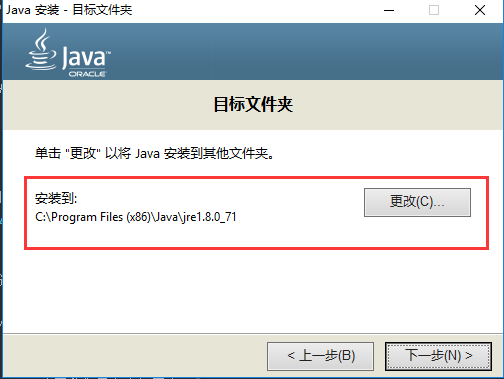 Java 安装 - 目标文件夹
Java™
ORACLE
目标文件夹
单击 "更改" 以将 Java 安装到其他文件夹。
安装到:
更改(C)...
C:\Program Files (x86)\Java\jre1.8.0_71
< 上一步(B)
下一步(N) >